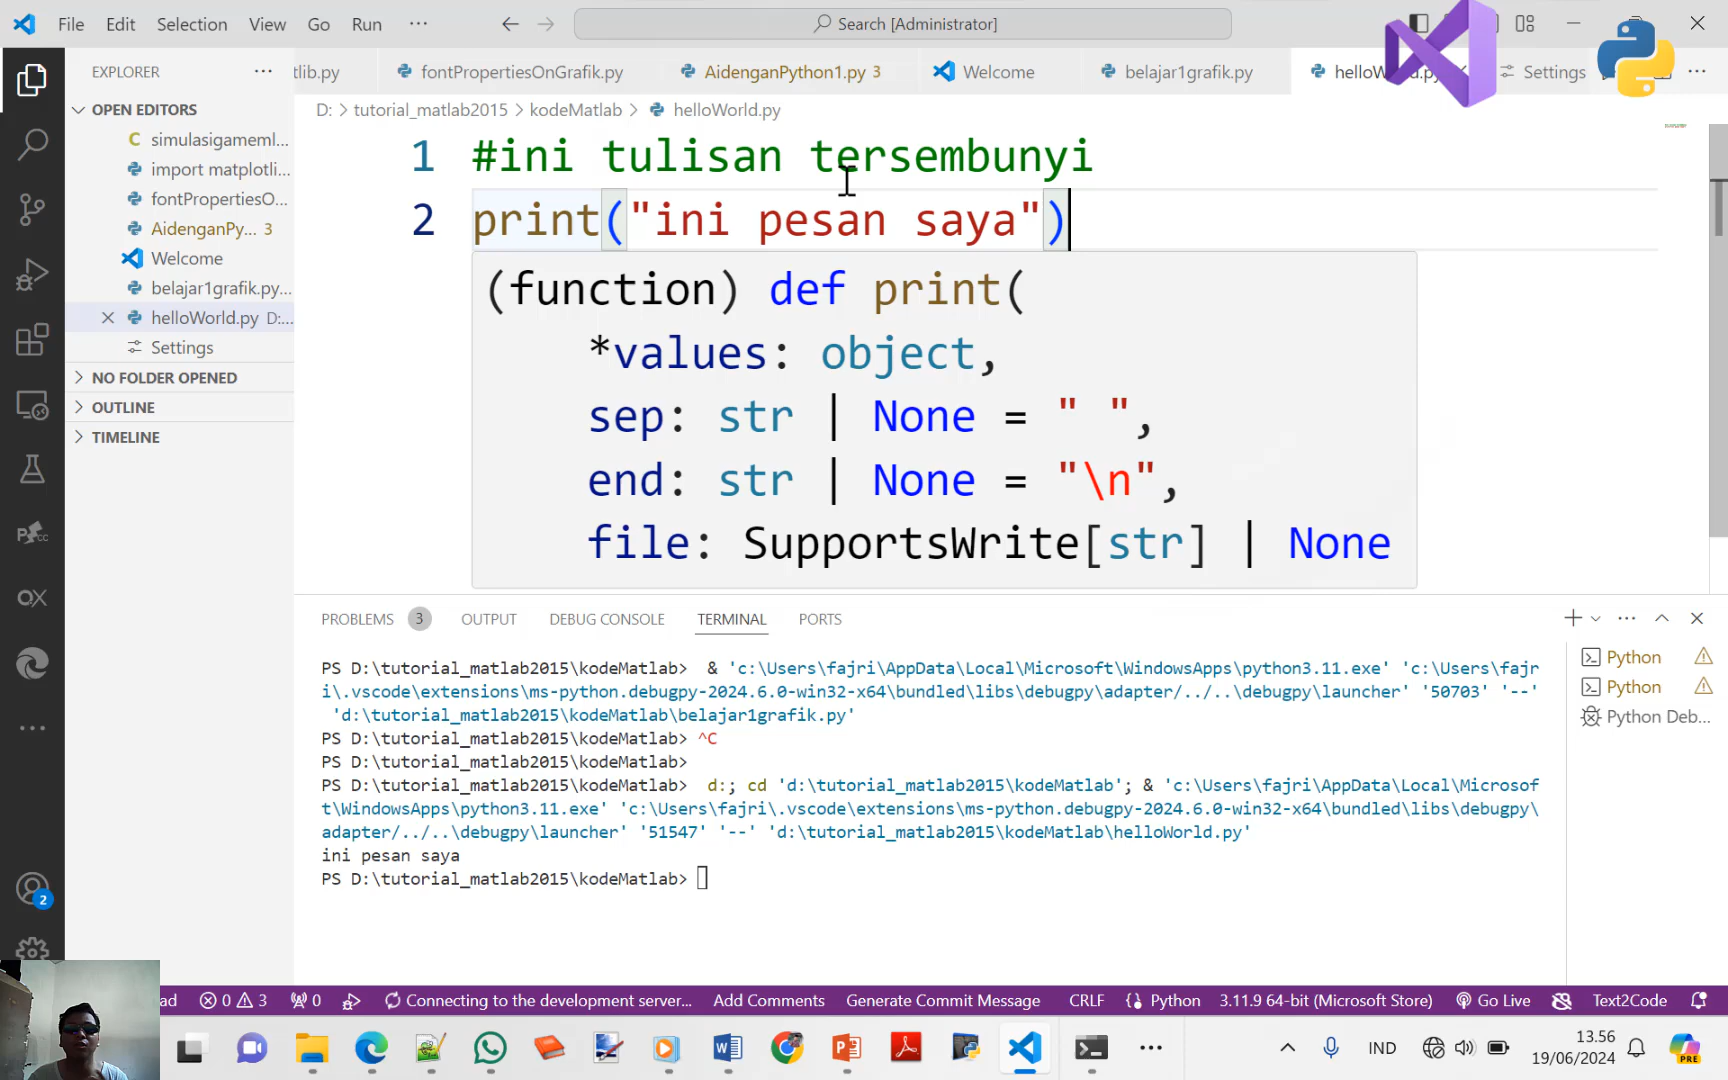 File Edit Selection View Go Run ···
Search [Administrator]
EXPLORER
tlib.py
fontPropertiesOnGrafik.py
AidenganPython1.py 3
Welcome
belajar1grafik.py
Settings
D: > tutorial_matlab2015 > kodeMatlab > helloWorld.py
OPEN EDITORS
simulasigameml...
import matplotli...
fontPropertiesO...
AidenganPy... 3
Welcome
belajar1grafik.py...
helloWorld.py D:...
Settings
NO FOLDER OPENED
OUTLINE
TIMELINE
1 #ini tulisan tersembunyi
2 print("ini pesan saya")
(function) def print(
*values: object,
sep: str | None = " ",
end: str | None = "\n",
file: SupportsWrite[str] | None
PROBLEMS 3 OUTPUT DEBUG CONSOLE TERMINAL PORTS
PS D:\tutorial_matlab2015\kodeMatlab> & 'c:\Users\fajri\AppData\Local\Microsoft\WindowsApps\python3.11.exe' 'c:\Users\fajr
i\.vscode\extensions\ms-python.debugpy-2024.6.0-win32-x64\bundled\libs\debugpy\adapter/../..\debugpy\launcher' '50703' '--'
'd:\tutorial_matlab2015\kodeMatlab\belajar1grafik.py'
PS D:\tutorial_matlab2015\kodeMatlab> ^C
PS D:\tutorial_matlab2015\kodeMatlab>
PS D:\tutorial_matlab2015\kodeMatlab> d:; cd 'd:\tutorial_matlab2015\kodeMatlab'; & 'c:\Users\fajri\AppData\Local\Microsof
t\WindowsApps\python3.11.exe' 'c:\Users\fajri\.vscode\extensions\ms-python.debugpy-2024.6.0-win32-x64\bundled\libs\debugpy\
adapter/../..\debugpy\launcher' '51547' '--' 'd:\tutorial_matlab2015\kodeMatlab\helloWorld.py'
ini pesan saya
PS D:\tutorial_matlab2015\kodeMatlab>
Python
Python
Python Deb...
2
ad 0 3 0 Connecting to the development server... Add Comments Generate Commit Message CRLF Python 3.11.9 64-bit (Microsoft Store) Go Live Text2Code
IND
13.56
19/06/2024
PRE